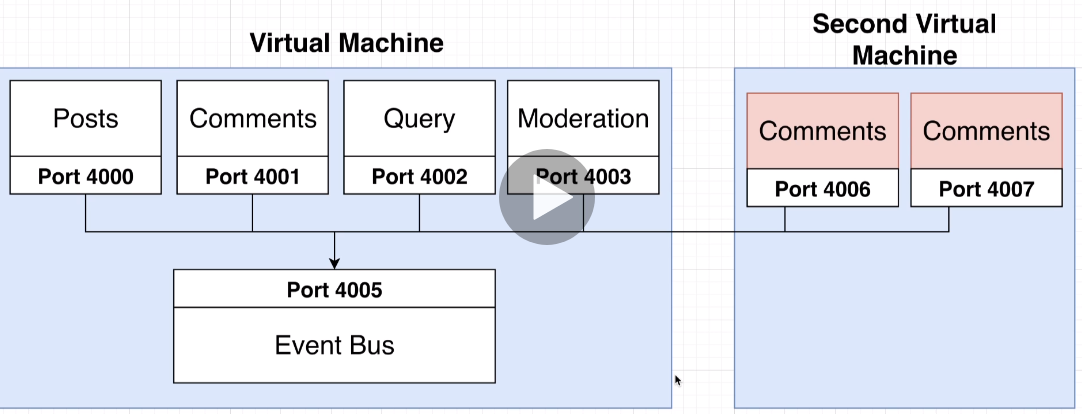 Virtual Machine
Second Virtual
Machine
Posts
Comments
Query
Moderation
Comments
Comments
Port 4000
Port 4001
Port 4002
Port 4003
Port 4006
Port 4007
Port 4005
Event Bus